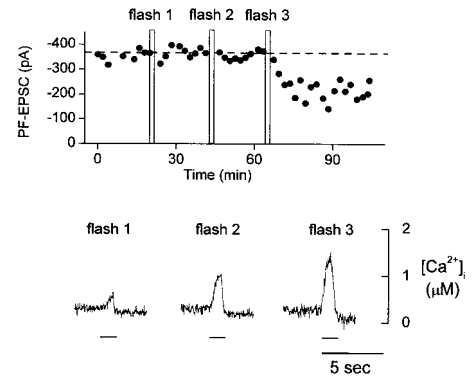 flash 1 flash 2 flash 3
-400
-300
-200
-100
0
PF-EPSC (pA)
0 30 60 90
Time (min)
flash 1 flash 2 flash 3
2
1
0
[Ca2+]i
(μM)
5 sec